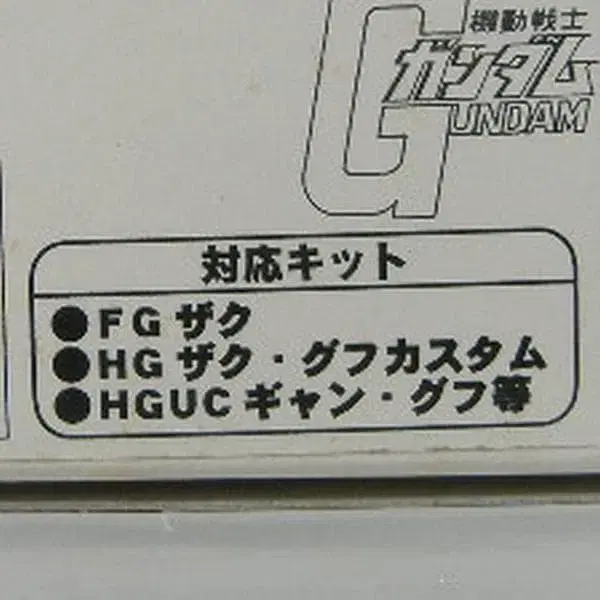 機動戦士
ガンダム
GUNDAM
対応キット
●FG ザク
●HG ザク・グフカスタム
●HGUC ギャン・グフ等